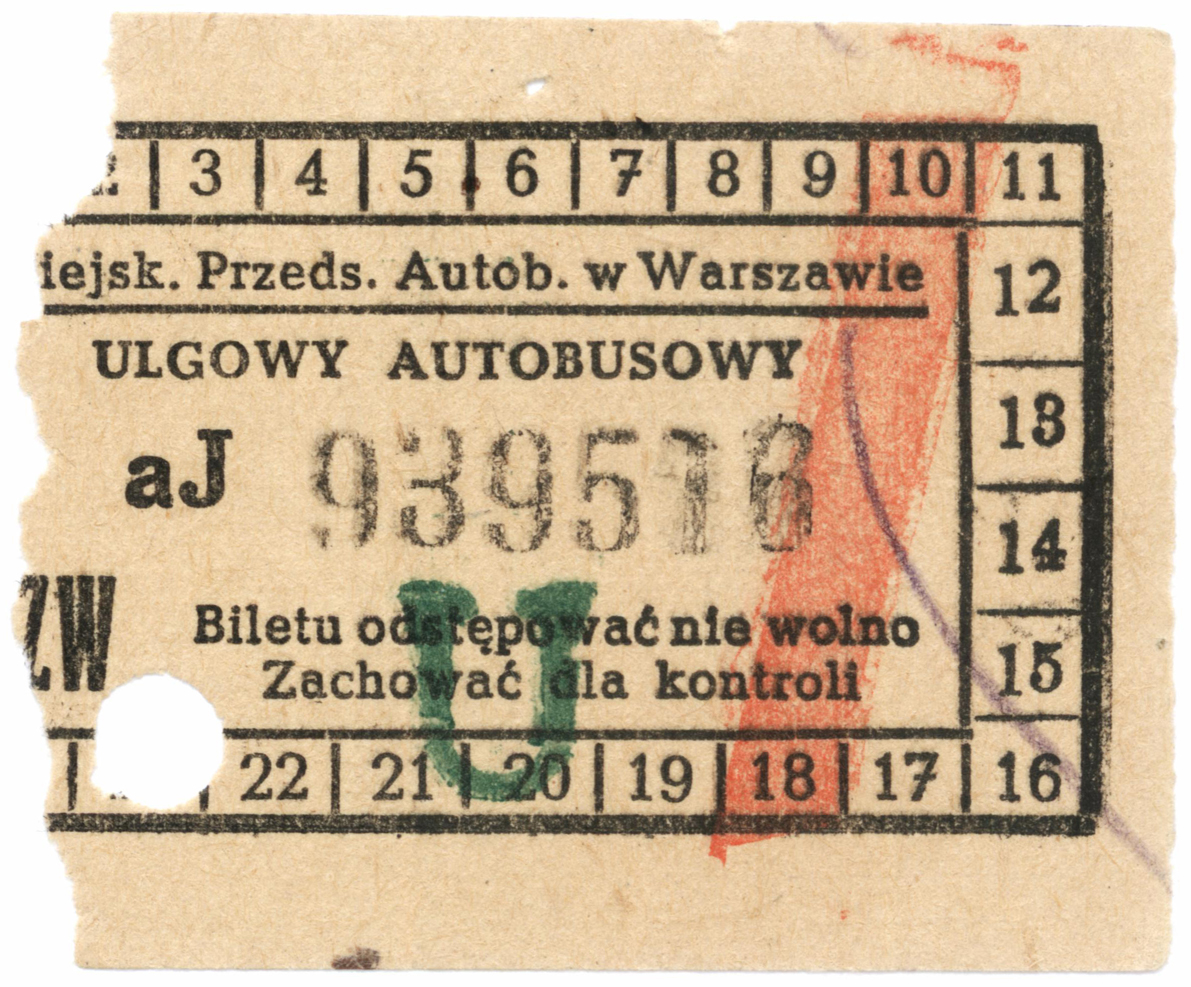 3 4 5 6 7 8 9 10 11
iejsk. Przeds. Autob. w Warszawie
12
ULGOWY AUTOBUSOWY
13
aJ
14
ZW
U
Biletu odstępować nie wolno
Zachować dla kontroli
15
22 21 20 19 18 17 16